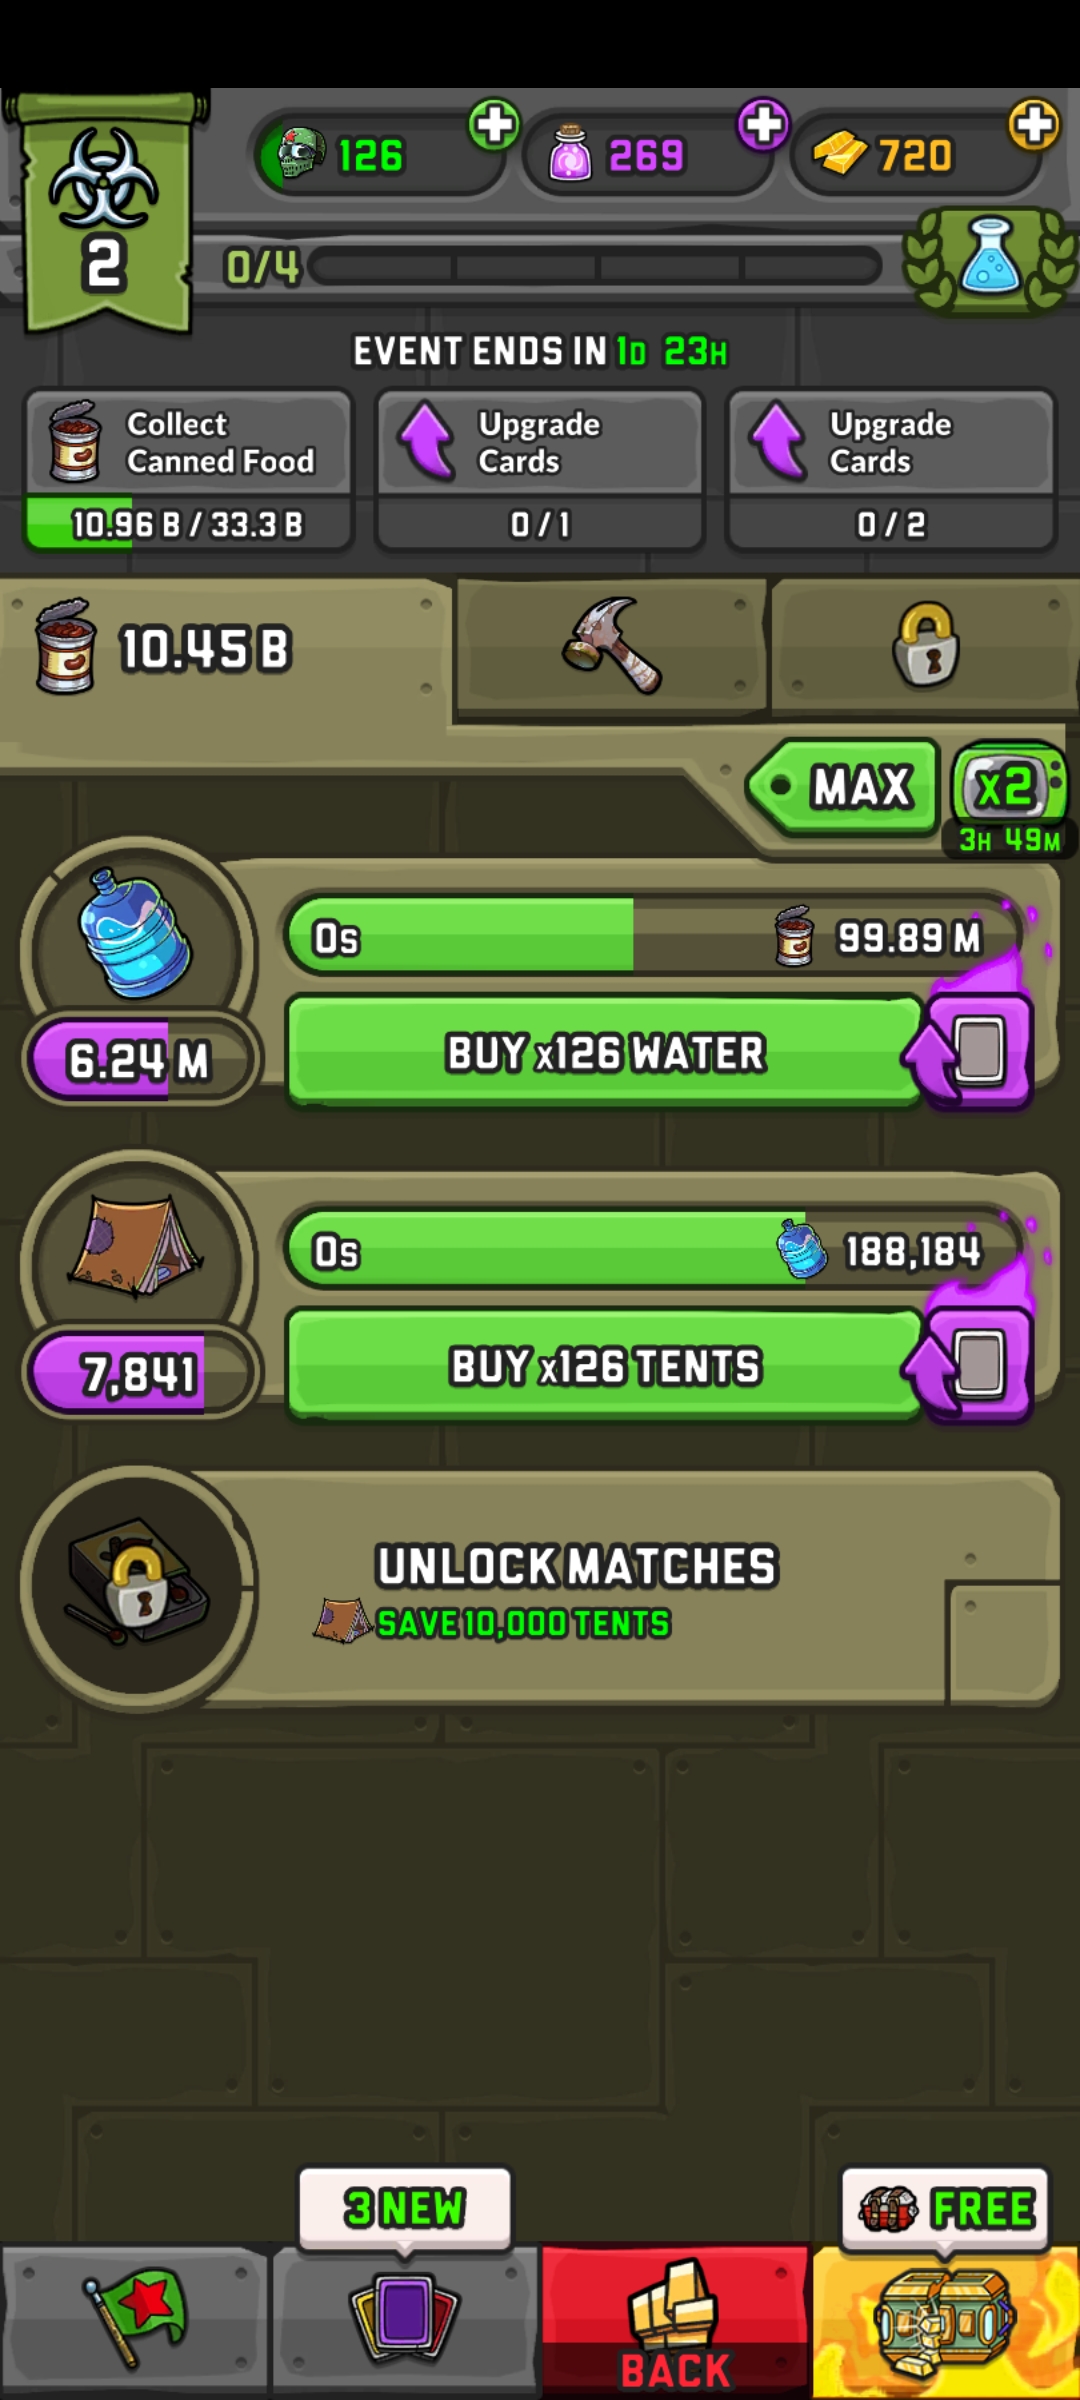 126
269
720
2
0/4
EVENT ENDS IN 1D 23H
Collect
Canned Food
10.96 B / 33.3 B
Upgrade
Cards
0 / 1
Upgrade
Cards
0 / 2
10.45 B
MAX
x2
3H 49M
0s
99.89 M
6.24 M
BUY x126 WATER
0s
188,184
7,841
BUY x126 TENTS
UNLOCK MATCHES
SAVE 10,000 TENTS
3 NEW
FREE
BACK